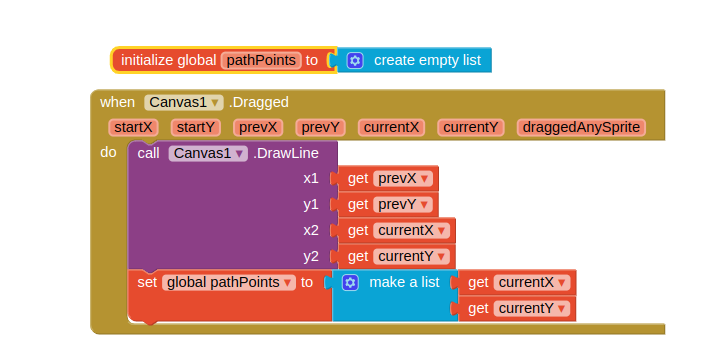 initialize global pathPoints to create empty list
when Canvas1 .Dragged
startX startY prevX prevY currentX currentY draggedAnySprite
do call Canvas1 .DrawLine
x1 get prevX
y1 get prevY
x2 get currentX
y2 get currentY
set global pathPoints to make a list get currentX
get currentY